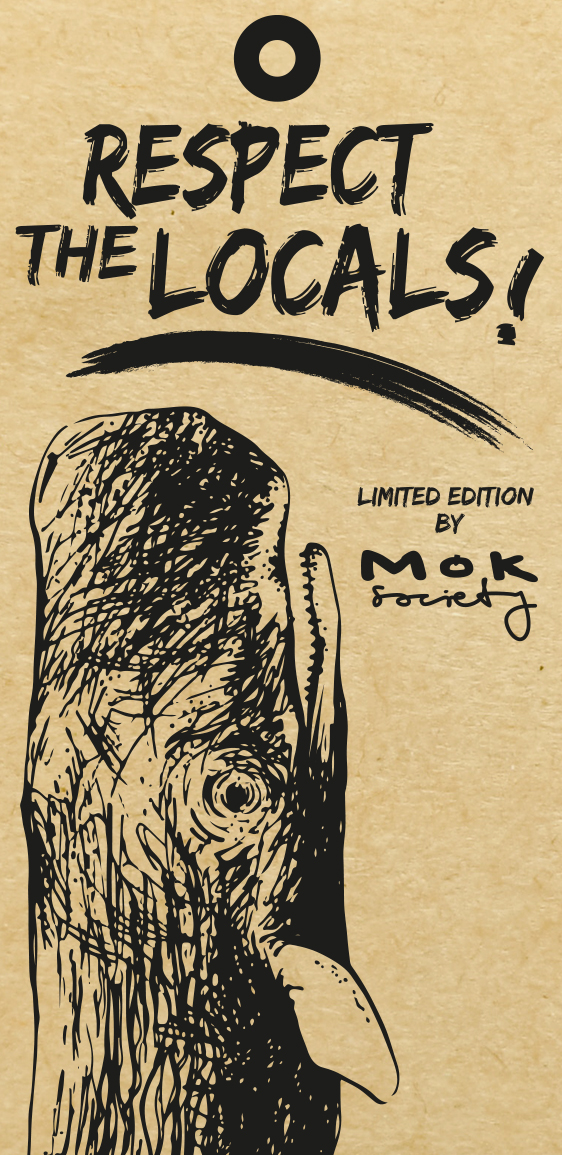 RESPECT
THE LOCALS!
LIMITED EDITION
BY
MOK
society